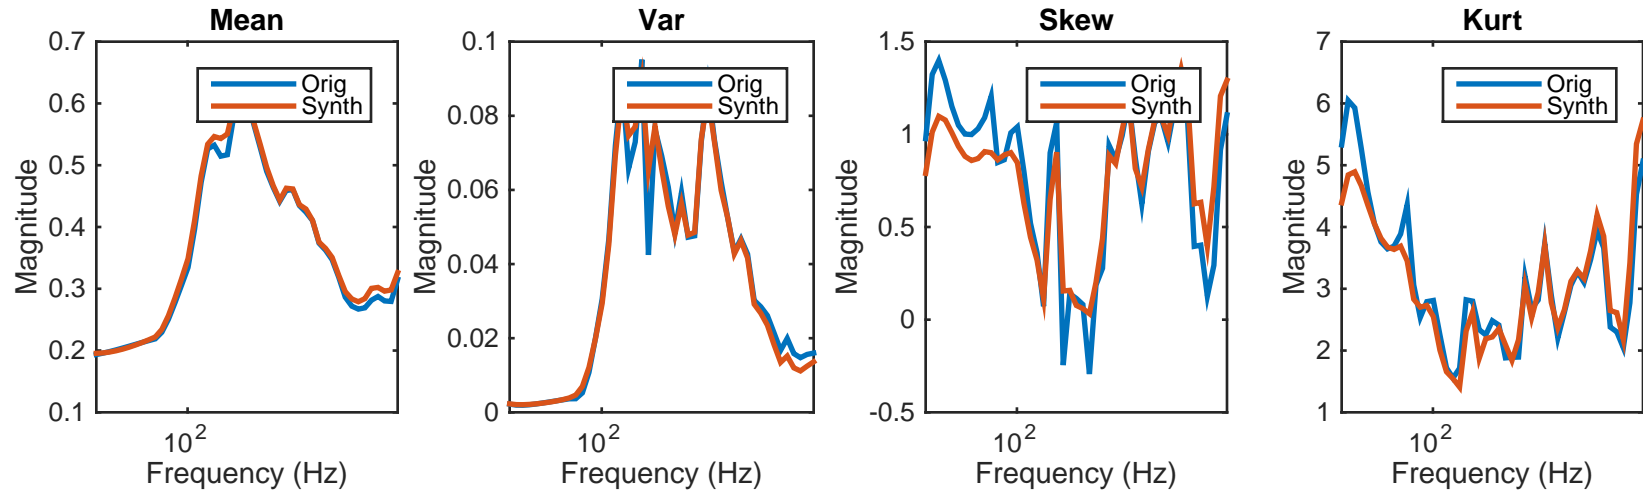 Mean
0.7
0.6
0.5
0.4
0.3
0.2
0.1
Magnitude
Orig
Synth
10^2
Frequency (Hz)
Var
0.1
0.08
0.06
0.04
0.02
0
Magnitude
Orig
Synth
10^2
Frequency (Hz)
Skew
1.5
1
0.5
0
-0.5
Magnitude
Orig
Synth
10^2
Frequency (Hz)
Kurt
7
6
5
4
3
2
1
Magnitude
Orig
Synth
10^2
Frequency (Hz)